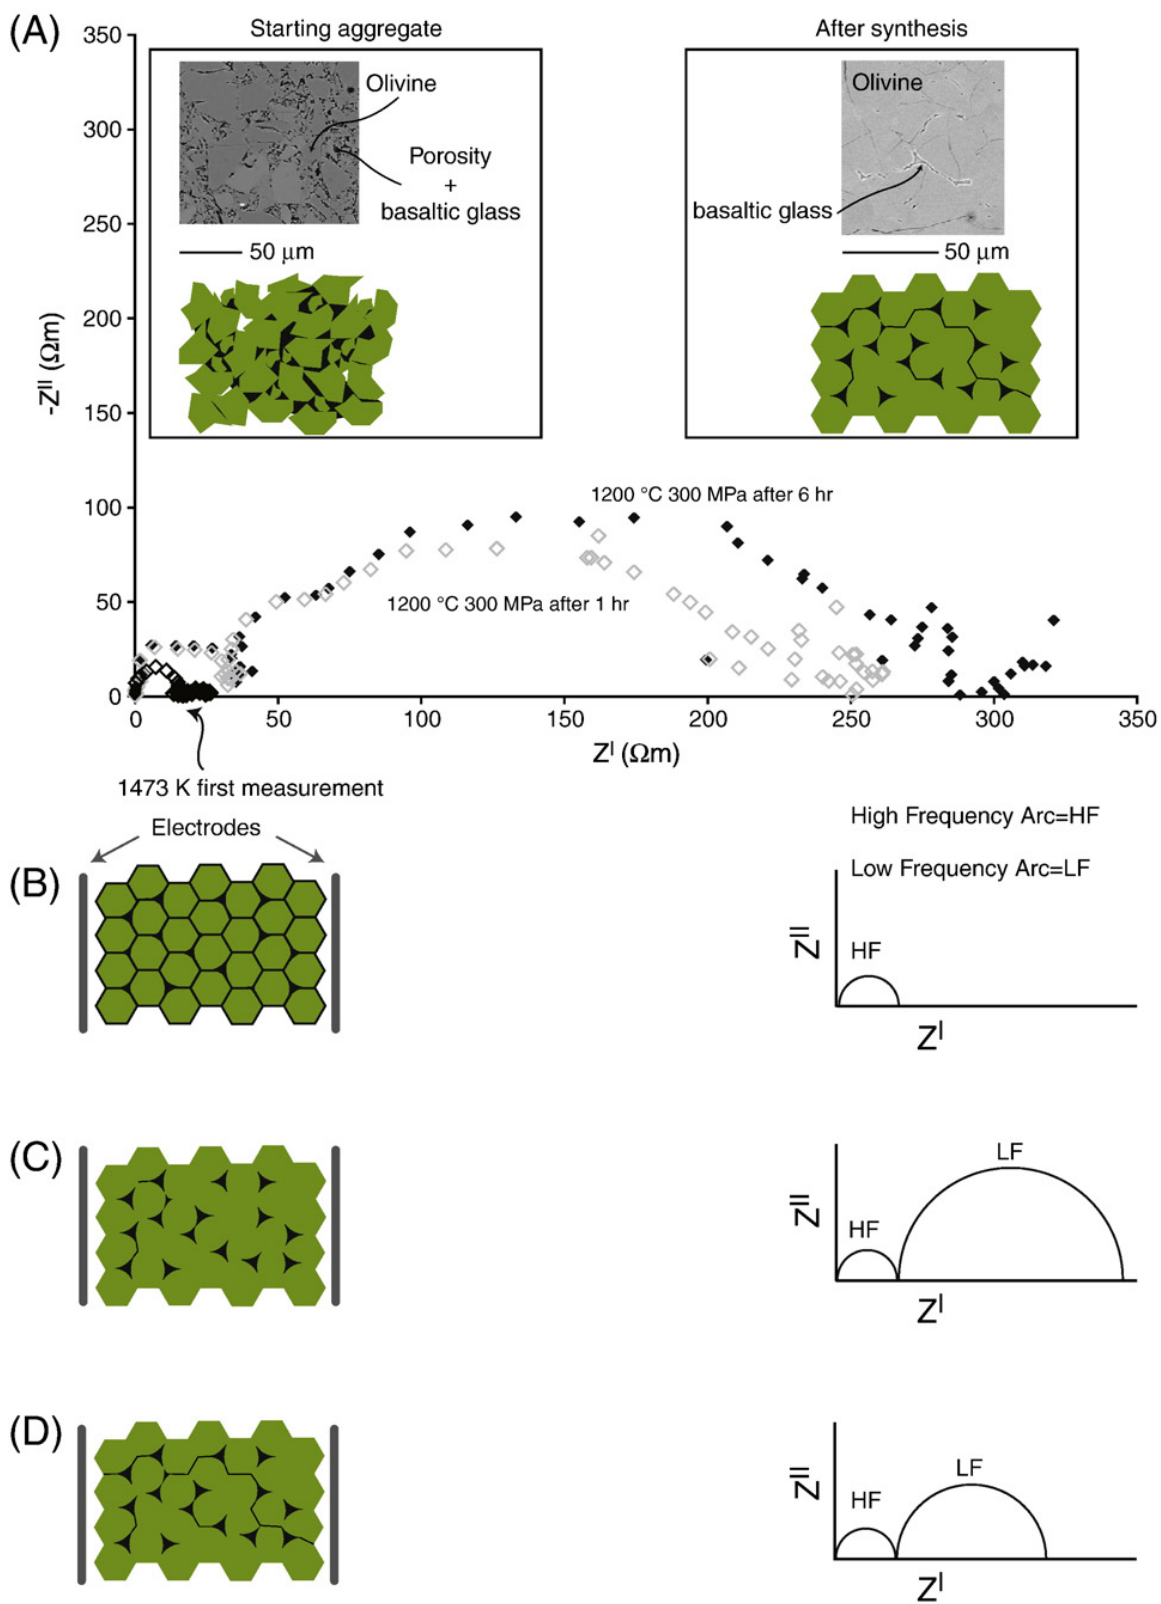 (A)
Starting aggregate
After synthesis
Olivine
Porosity
+
basaltic glass
50 μm
Olivine
basaltic glass
50 μm
350
300
250
200
150
100
50
0
-Z^II (Ωm)
1200 °C 300 MPa after 6 hr
1200 °C 300 MPa after 1 hr
0 50 100 150 200 250 300 350
Z^I (Ωm)
1473 K first measurement
Electrodes
High Frequency Arc=HF
Low Frequency Arc=LF
(B)
Z^II
HF
Z^I
(C)
Z^II
HF
LF
Z^I
(D)
Z^II
HF
LF
Z^I